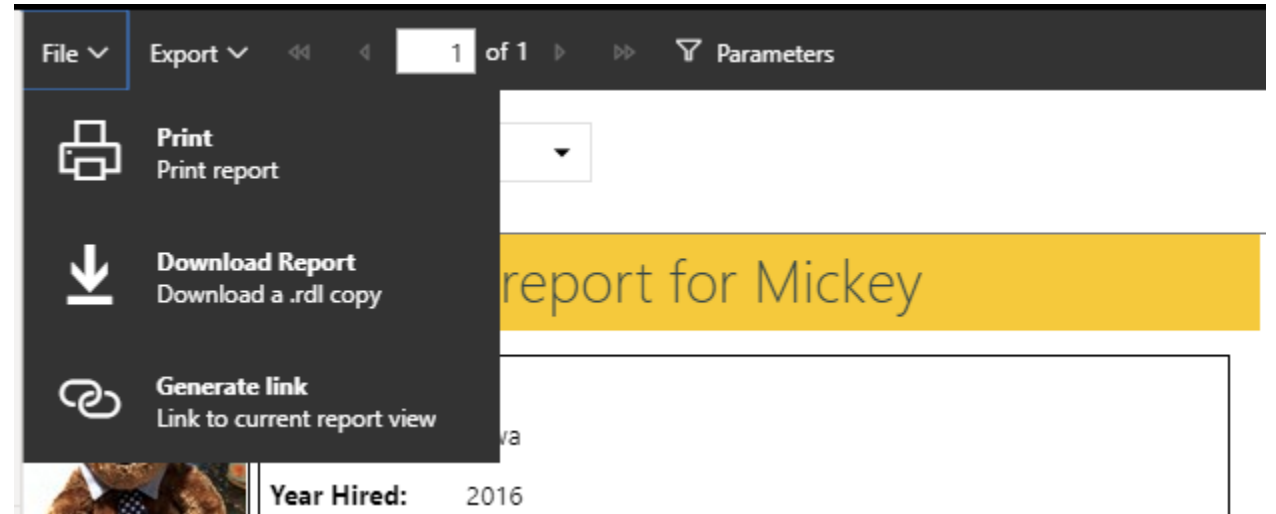 File Export 1 of 1 Parameters
Print
Print report
Download Report
Download a .rdl copy
report for Mickey
Generate link
Link to current report view
va
Year Hired: 2016